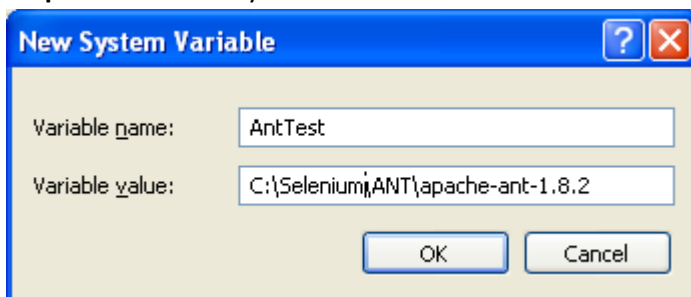 New System Variable
Variable name: AntTest
Variable value: C:\Selenium\ANT\apache-ant-1.8.2
OK Cancel